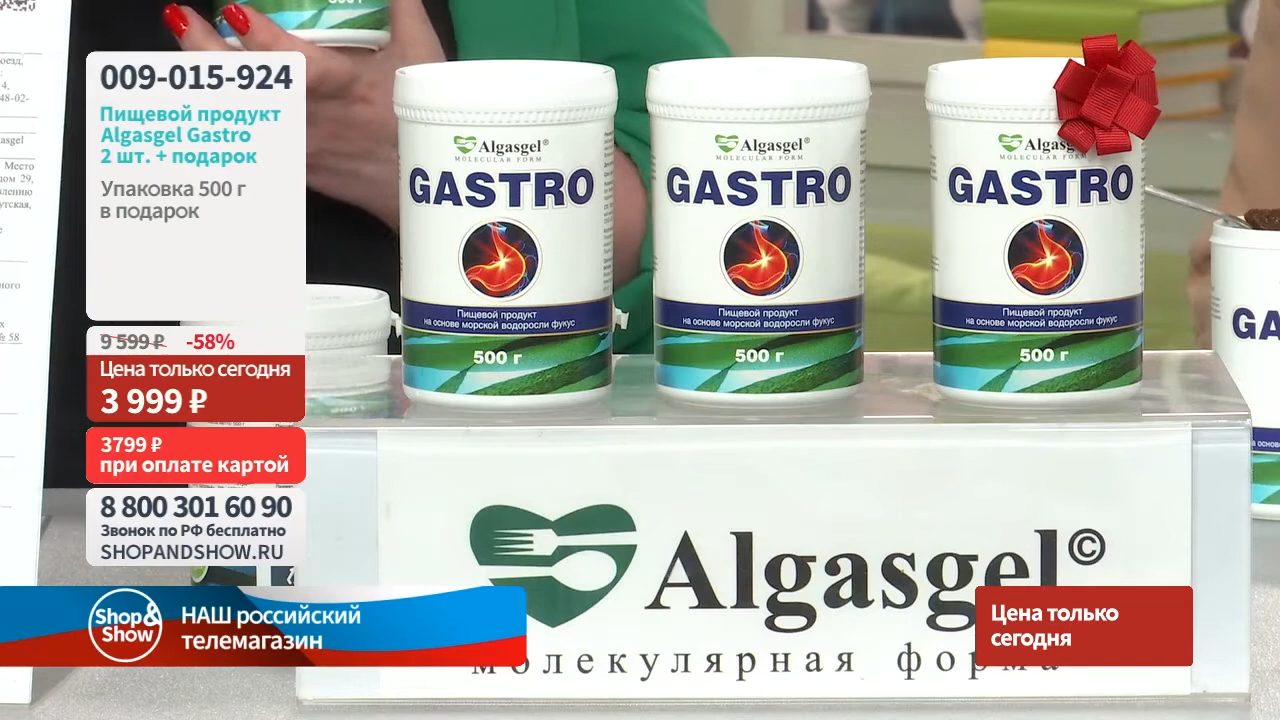 009-015-924
Пищевой продукт
Algasgel Gastro
2 шт. + подарок
Упаковка 500 г
в подарок
9 599 ₽ -58%
Цена только сегодня
3 999 ₽
3799 ₽
при оплате картой
8 800 301 60 90
Звонок по РФ бесплатно
SHOPANDSHOW.RU
Shop&
Show
НАШ российский
телемагазин
Algasgel®
MOLECULAR FORM
GASTRO
Пищевой продукт
на основе морской водоросли фукус
500 г
Algasgel®
MOLECULAR FORM
GASTRO
Пищевой продукт
на основе морской водоросли фукус
500 г
Algasg
MOLECULAR FORM
GASTRO
Пищевой продукт
на основе морской водоросли фукус
500 г
GA
Algasgel©
молекулярная форма
Цена только
сегодня